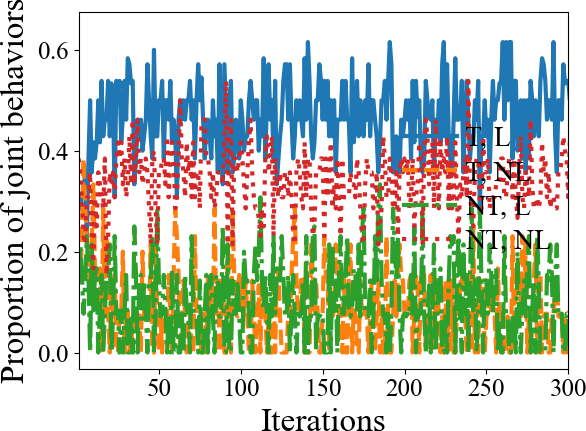 Proportion of joint behaviors
0.6
0.4
0.2
0.0
T, L
T, NL
NT, L
NT, NL
50
100
150
200
250
300
Iterations